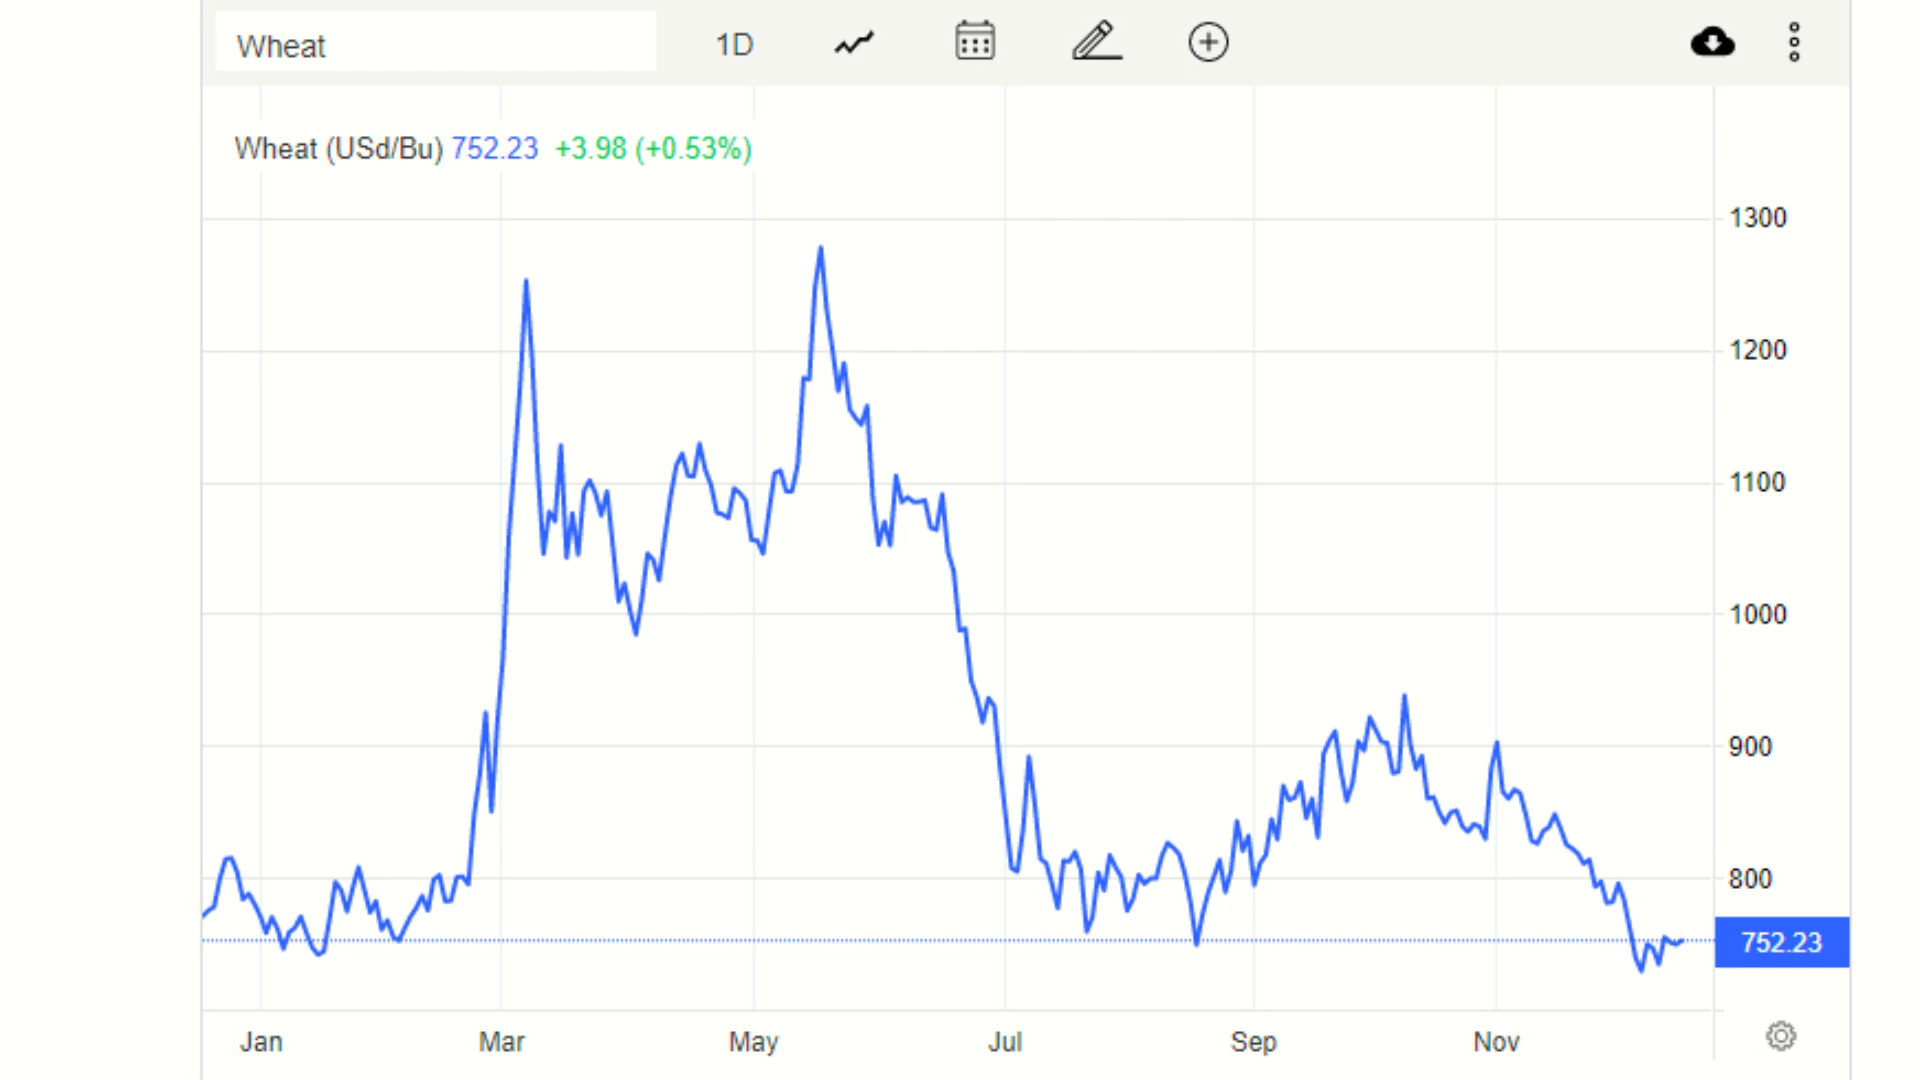 Wheat 1D
Wheat (USd/Bu) 752.23 +3.98 (+0.53%)
1300
1200
1100
1000
900
800
752.23
Jan Mar May Jul Sep Nov